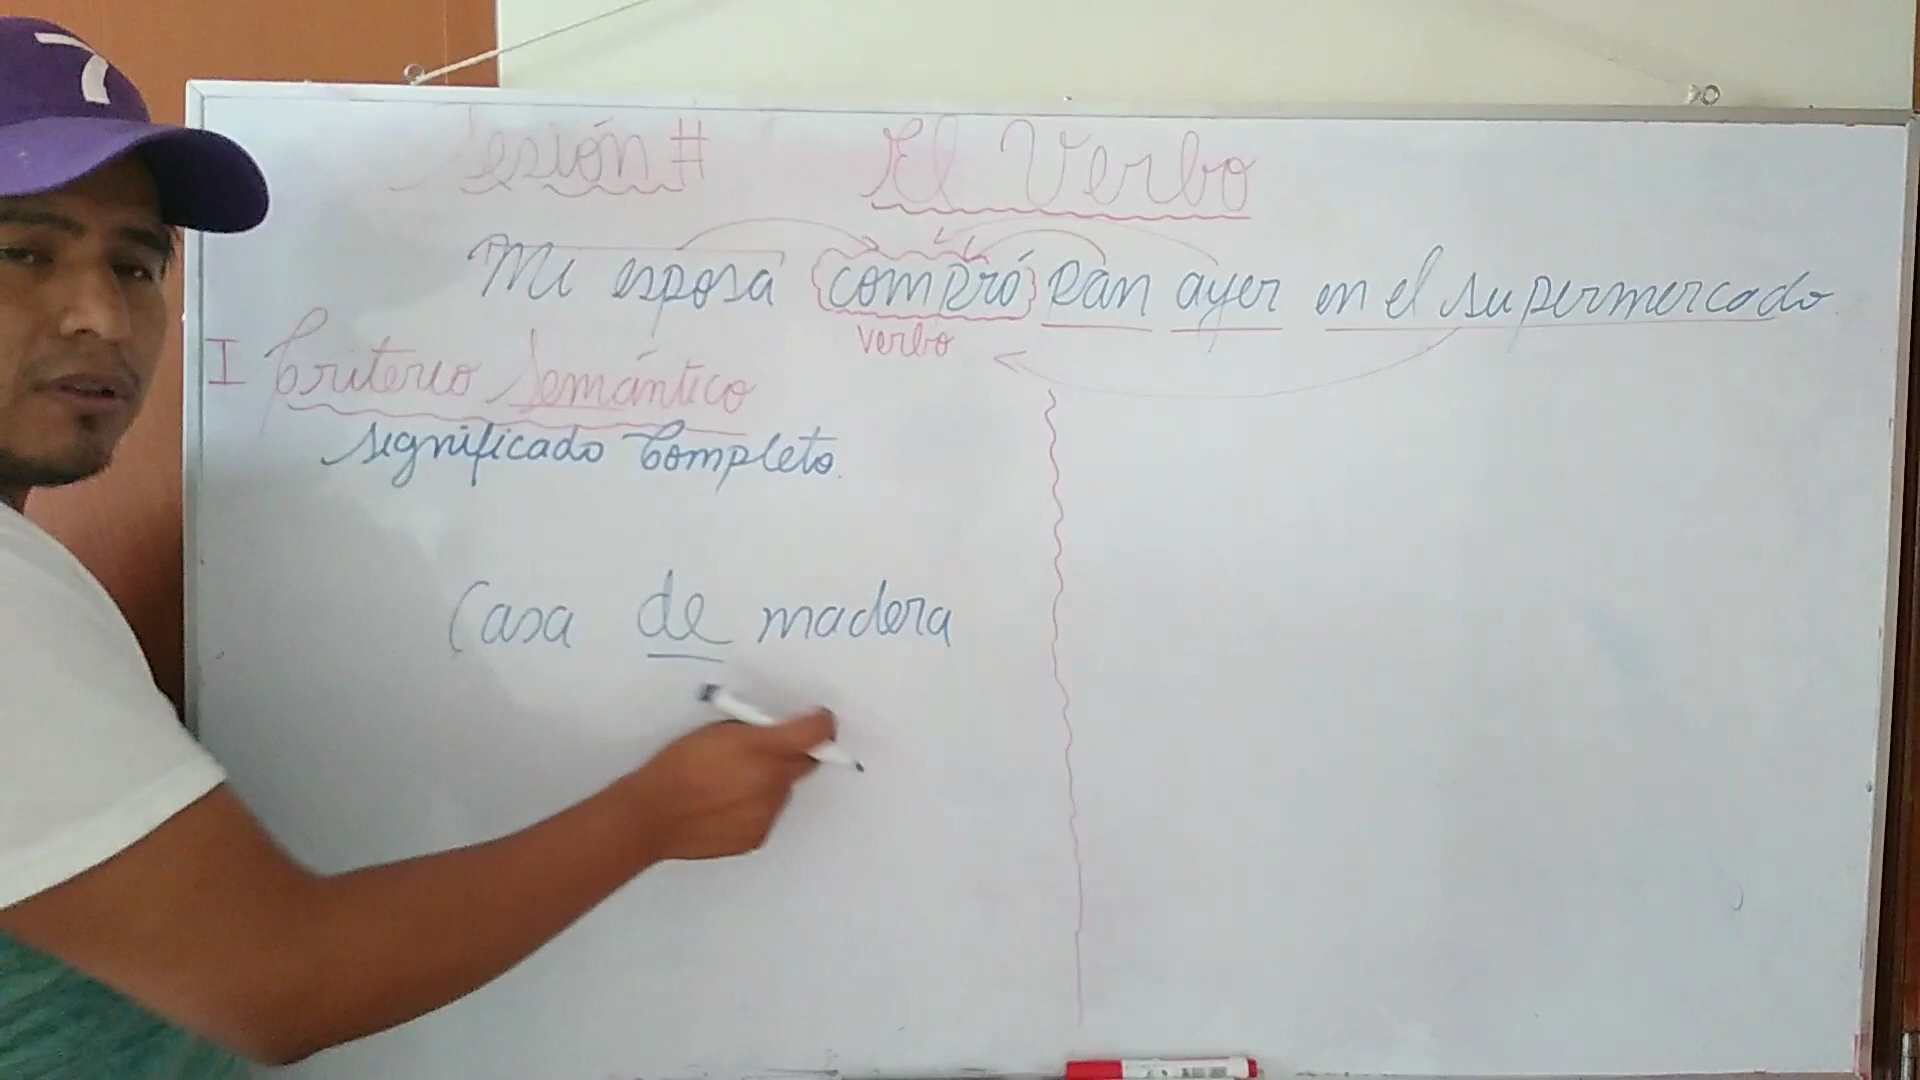 Sesión # El Verbo
Mi esposa compró pan ayer en el supermercado.
verbo
I Criterio Semántico
significado Completo.
Casa de madera
7